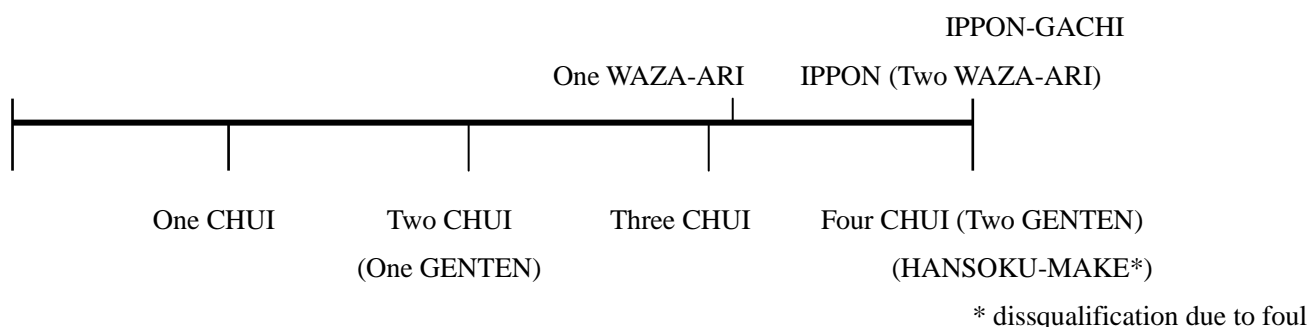 IPPON-GACHI
One WAZA-ARI IPPON (Two WAZA-ARI)
One CHUI Two CHUI Three CHUI Four CHUI (Two GENTEN)
(One GENTEN) (HANSOKU-MAKE*)
* dissqualification due to foul